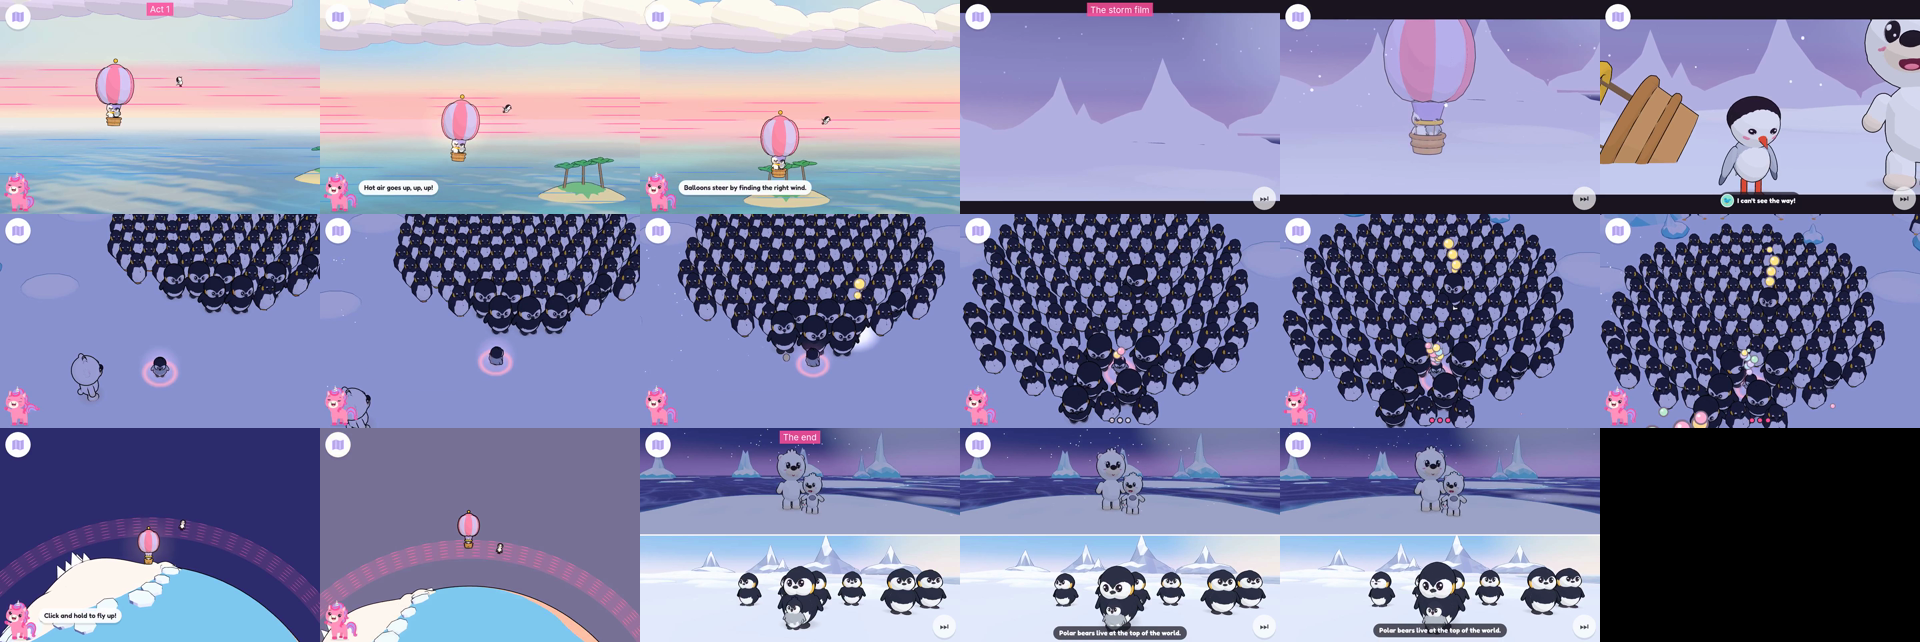 Act 1
The storm film
Hot air goes up, up, up!
Balloons steer by finding the right wind.
I can't see the way!
The end
Click and hold to fly up!
Polar bears live at the top of the world.
Polar bears live at the top of the world.